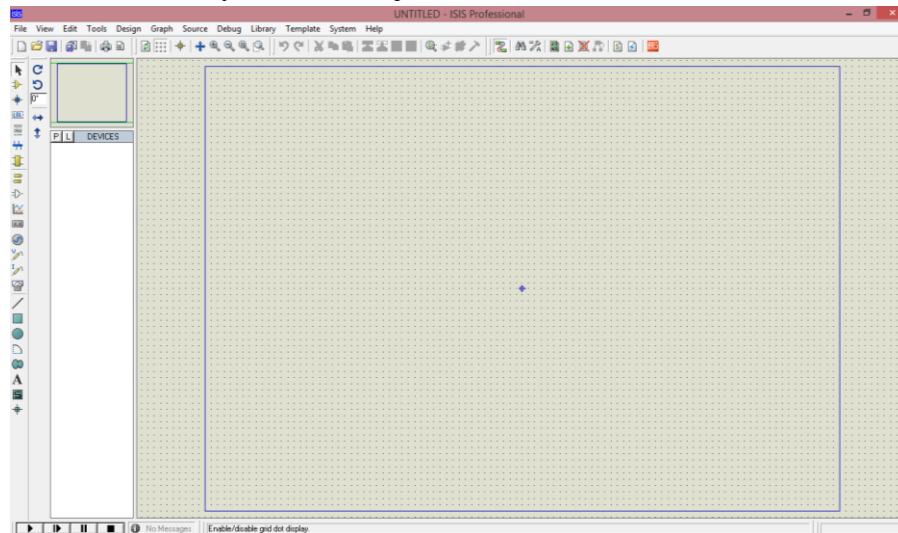 ISIS
UNTITLED - ISIS Professional
File View Edit Tools Design Graph Source Debug Library Template System Help
0°
P L DEVICES
A
No Messages
Enable/disable grid dot display.